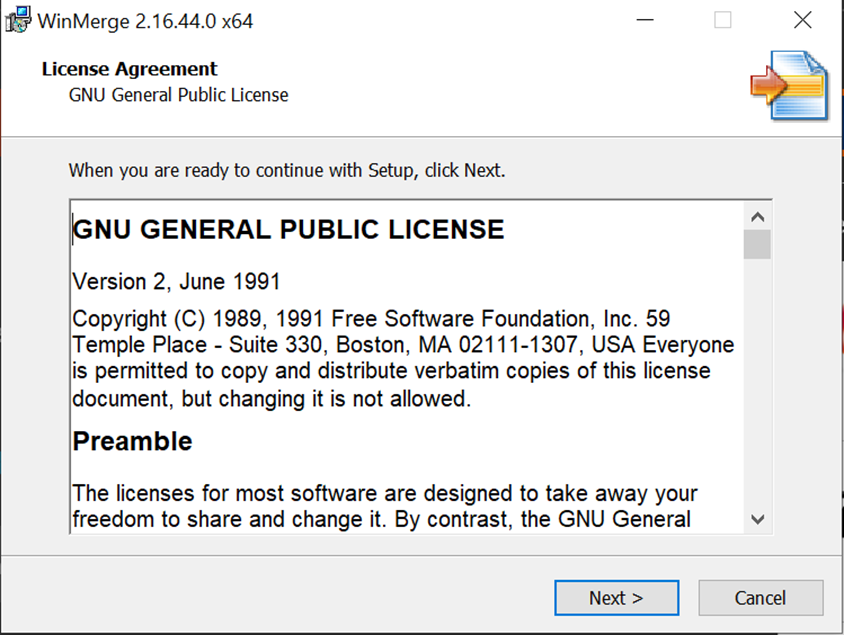 WinMerge 2.16.44.0 x64
License Agreement
GNU General Public License
When you are ready to continue with Setup, click Next.
GNU GENERAL PUBLIC LICENSE
Version 2, June 1991
Copyright (C) 1989, 1991 Free Software Foundation, Inc. 59
Temple Place - Suite 330, Boston, MA 02111-1307, USA Everyone
is permitted to copy and distribute verbatim copies of this license
document, but changing it is not allowed.
Preamble
The licenses for most software are designed to take away your
freedom to share and change it. By contrast, the GNU General
Next >
Cancel